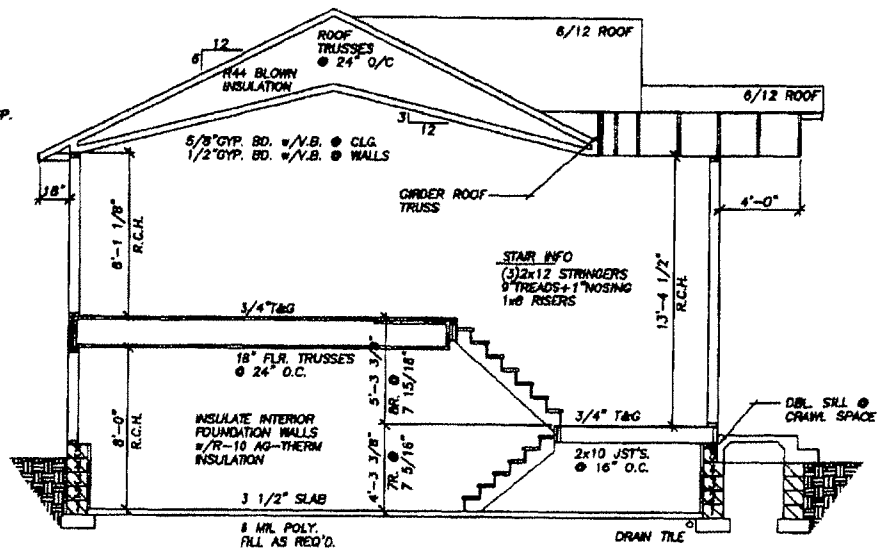 6/12 ROOF
6/12 ROOF
12
6
ROOF
TRUSSES
@ 24" O/C
R44 BLOWN
INSULATION
3
12
P.
5/8"GYP. BD. w/V.B. @ CLG.
1/2"GYP. BD. w/V.B. @ WALLS
GIRDER ROOF
TRUSS
18"
4'-0"
8'-1 1/8"
R.C.H.
STAIR INFO
(3)2x12 STRINGERS
9"TREADS+1"NOSING
1x8 RISERS
13'-4 1/2"
R.C.H.
3/4"T&G
18" FLR. TRUSSES
@ 24" O.C.
5'-3 3/8"
8R. @
7 15/16"
3/4" T&G
DBL. SILL @
CRAWL SPACE
8'-0"
R.C.H.
INSULATE INTERIOR
FOUNDATION WALLS
w/R-10 AG-THERM
INSULATION
4'-3 3/8"
7R. @
7 5/16"
2x10 JST'S.
@ 16" O.C.
3 1/2" SLAB
MIL POLY.
FILL AS REQ'D.
DRAIN TILE